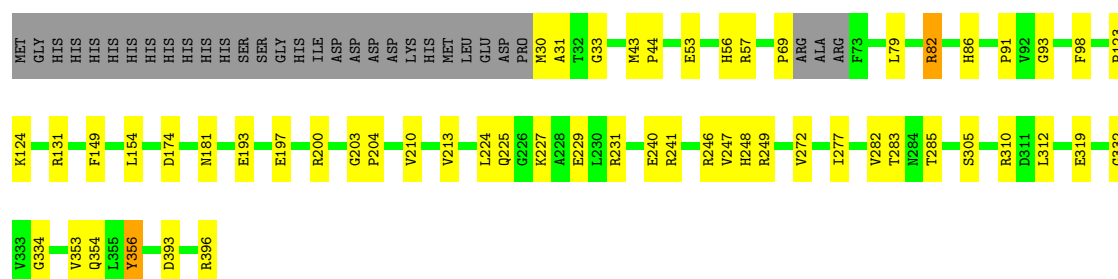 MET GLY HIS HIS HIS HIS HIS HIS HIS HIS HIS HIS SER SER GLY HIS ILE ASP ASP ASP ASP LYS HIS MET LEU GLU ASP PRO M30 A31 T32 G33 M43 P44 E53 H56 R57 P69 ARG ALA ARG F73 L79 R82 H86 P91 V92 G93 F98
K124 R131 F149 L154 D174 N181 E193 E197 R200 G203 P204 V210 V213 L224 Q225 G226 K227 A228 E229 L230 R231 E240 R241 R246 V247 H248 R249 V272 I277 V282 T283 N284 T285 S305 R310 D311 L312 E319 G332
V333 G334 V353 Q354 L355 Y356 D393 R396